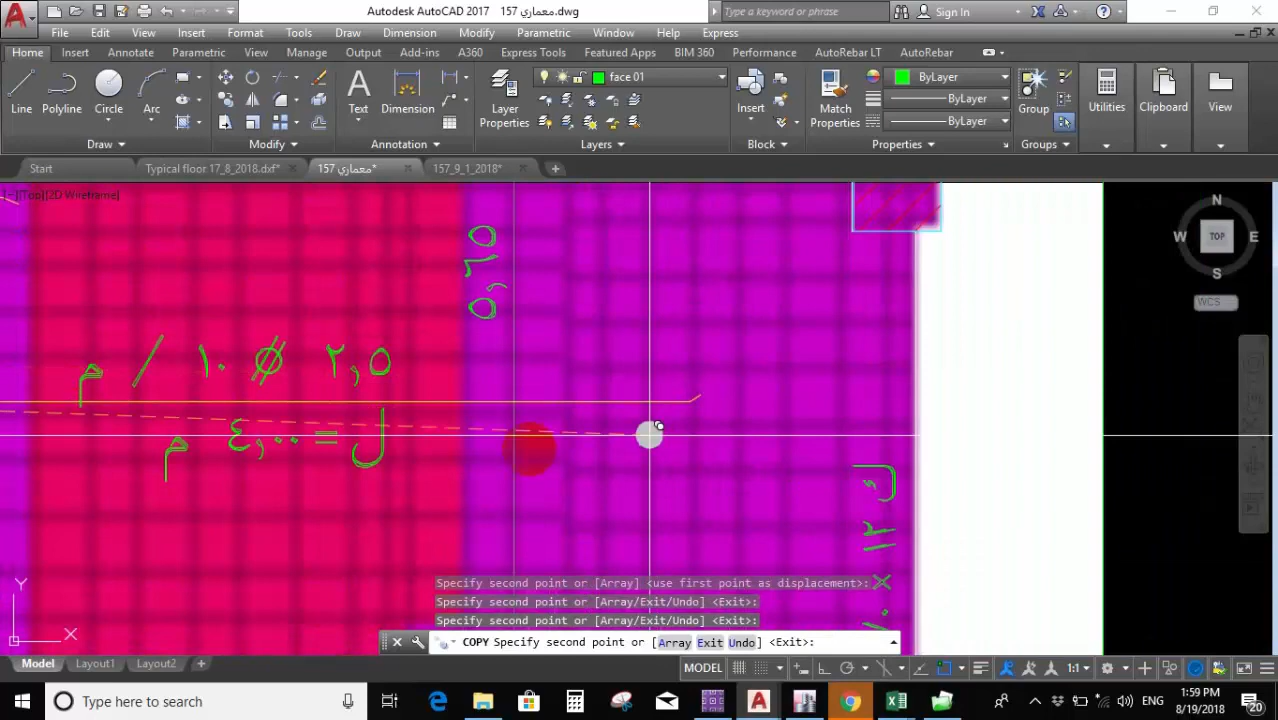 Autodesk AutoCAD 2017 معماري 157.dwg
Type a keyword or phrase
Sign In
File Edit View Insert Format Tools Draw Dimension Modify Parametric Window Help Express
Home Insert Annotate Parametric View Manage Output Add-ins A360 Express Tools Featured Apps BIM 360 Performance AutoRebar LT AutoRebar
Line Polyline Circle Arc
Text Dimension
Layer Properties
face 01
Insert
Match Properties
ByLayer
ByLayer
ByLayer
Group Utilities Clipboard View
Draw Modify Annotation Layers Block Properties Groups
Start Typical floor 17_8_2018.dxf* معماري 157* 157_9_1_2018*
[Top][2D Wireframe]
N
W TOP E
S
WCS
٢,٥ ∅ ١٠ / م
ل = ٤,٠٠ م
Y
X
Specify second point or [Array] <use first point as displacement>:
Specify second point or [Array/Exit/Undo] <Exit>:
Specify second point or [Array/Exit/Undo] <Exit>:
COPY Specify second point or [Array Exit Undo] <Exit>:
Model Layout1 Layout2
MODEL 1:1
Type here to search
ENG
1:59 PM
8/19/2018
20